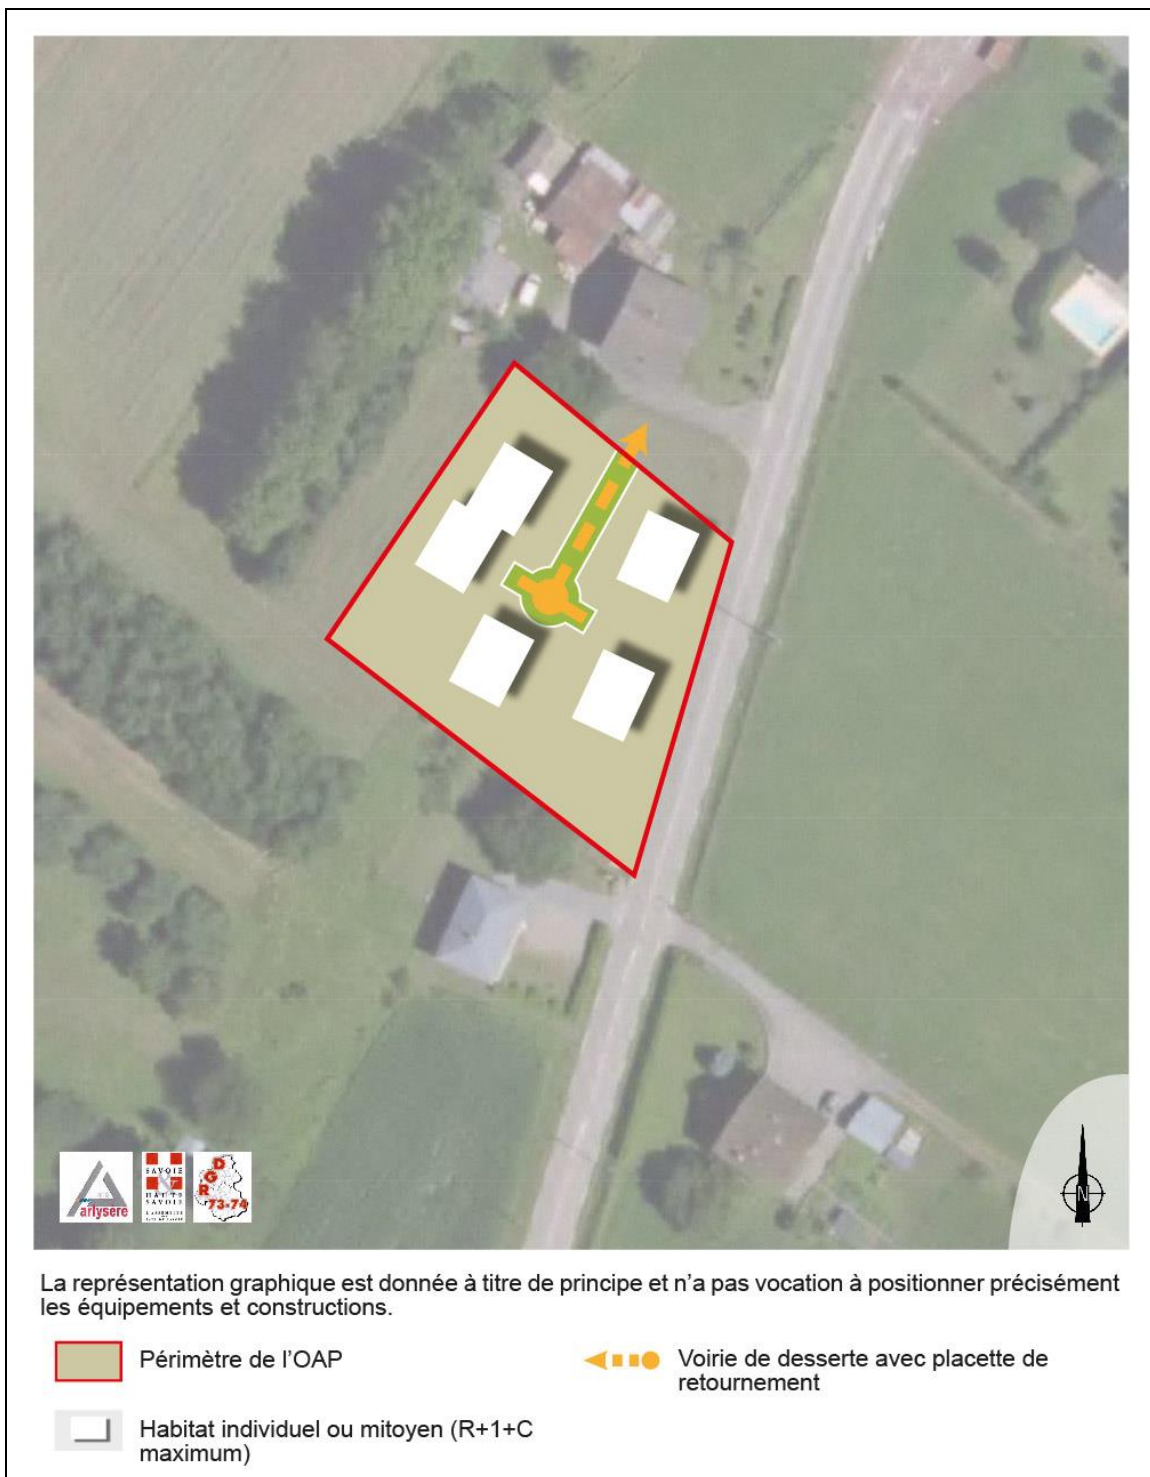 arlysere
SAVOIE
HAUTE
SAVOIE
D
G
R
73-74
N
La représentation graphique est donnée à titre de principe et n'a pas vocation à positionner précisément
les équipements et constructions.
Périmètre de l'OAP
Voirie de desserte avec placette de
retournement
Habitat individuel ou mitoyen (R+1+C
maximum)